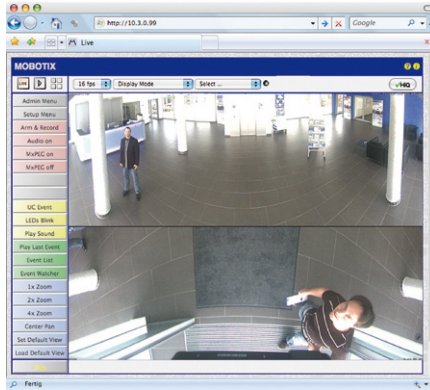 http://10.3.0.99
Google
Live
MOBOTIX
LIVE
16 fps
Display Mode
Select ...
HQ
Admin Menu
Setup Menu
Arm & Record
Audio on
MxPEG on
MxPEG off
UC Event
LEDs Blink
Play Sound
Play Last Event
Event List
Event Watcher
1x Zoom
2x Zoom
4x Zoom
Center Pan
Set Default View
Load Default View
Fertig